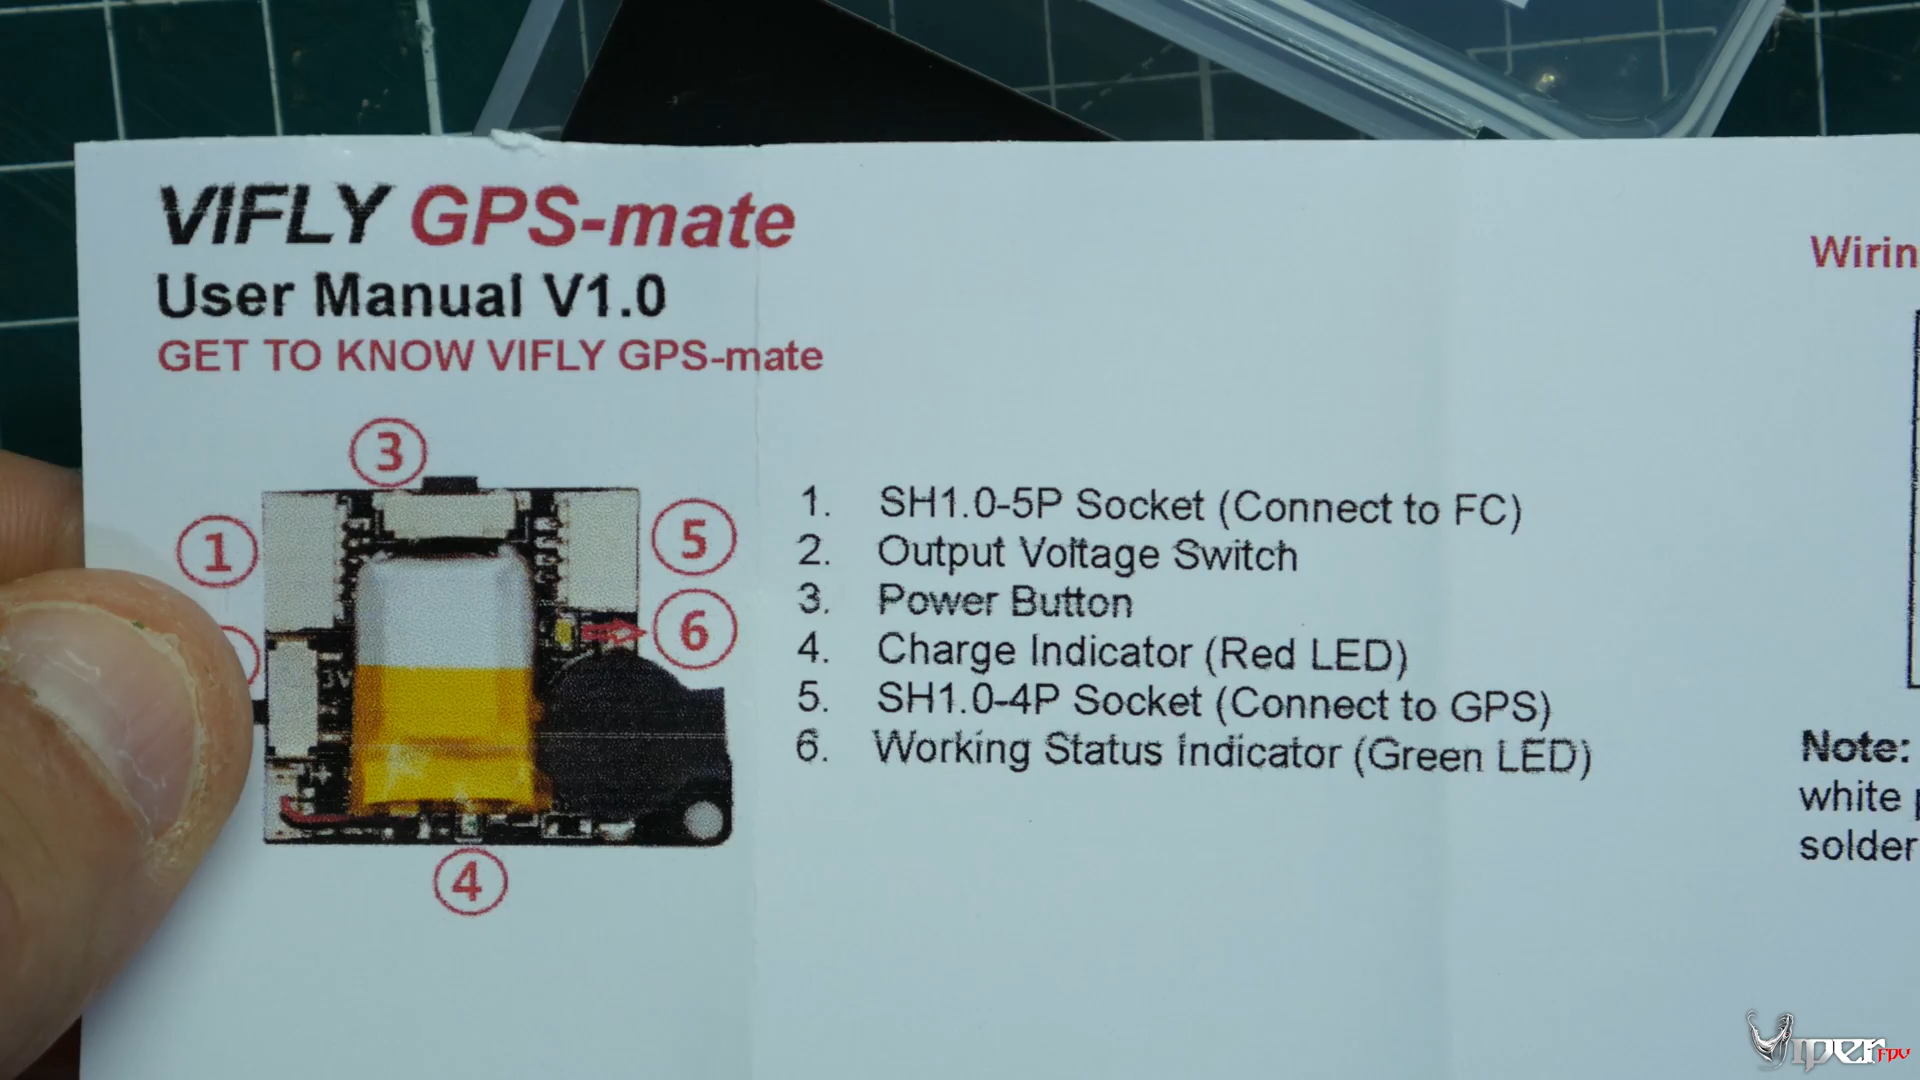 VIFLY GPS-mate
User Manual V1.0
GET TO KNOW VIFLY GPS-mate
3
1
5
6
3V
4
1. SH1.0-5P Socket (Connect to FC)
2. Output Voltage Switch
3. Power Button
4. Charge Indicator (Red LED)
5. SH1.0-4P Socket (Connect to GPS)
6. Working Status Indicator (Green LED)
Note:
white
solder
ViperFPV